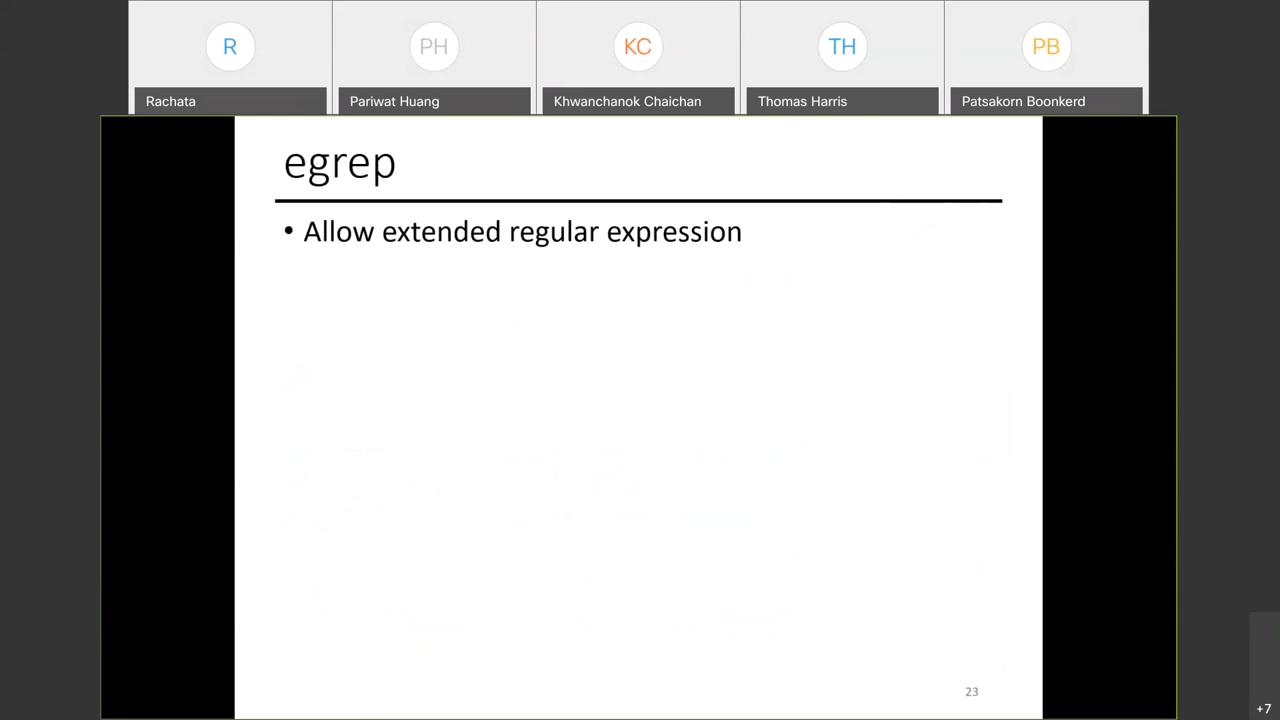 R
PH
KC
TH
PB
Rachata
Pariwat Huang
Khwanchanok Chaichan
Thomas Harris
Patsakorn Boonkerd
egrep
• Allow extended regular expression
23
+7